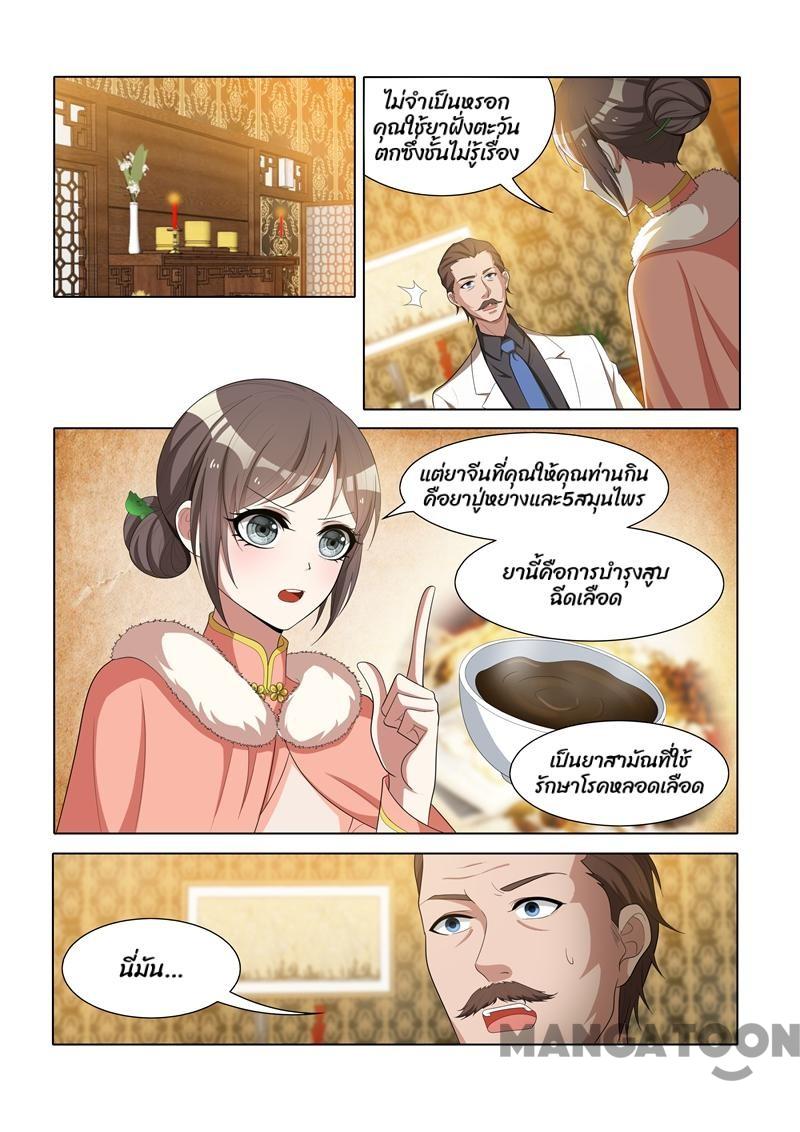 ไม่จำเป็นหรอก
คุณใช้ยาฝั่งตะวัน
ตกซึ่งชั้นไม่รู้เรื่อง
แต่ยาจีนที่คุณให้คุณท่านกิน
คือยาปู่หยางและ5สมุนไพร
ยานี้คือการบำรุงสูบ
ฉีดเลือด
เป็นยาสามัณที่ใช้
รักษาโรคหลอดเลือด
นี่มัน...
MANGATOON